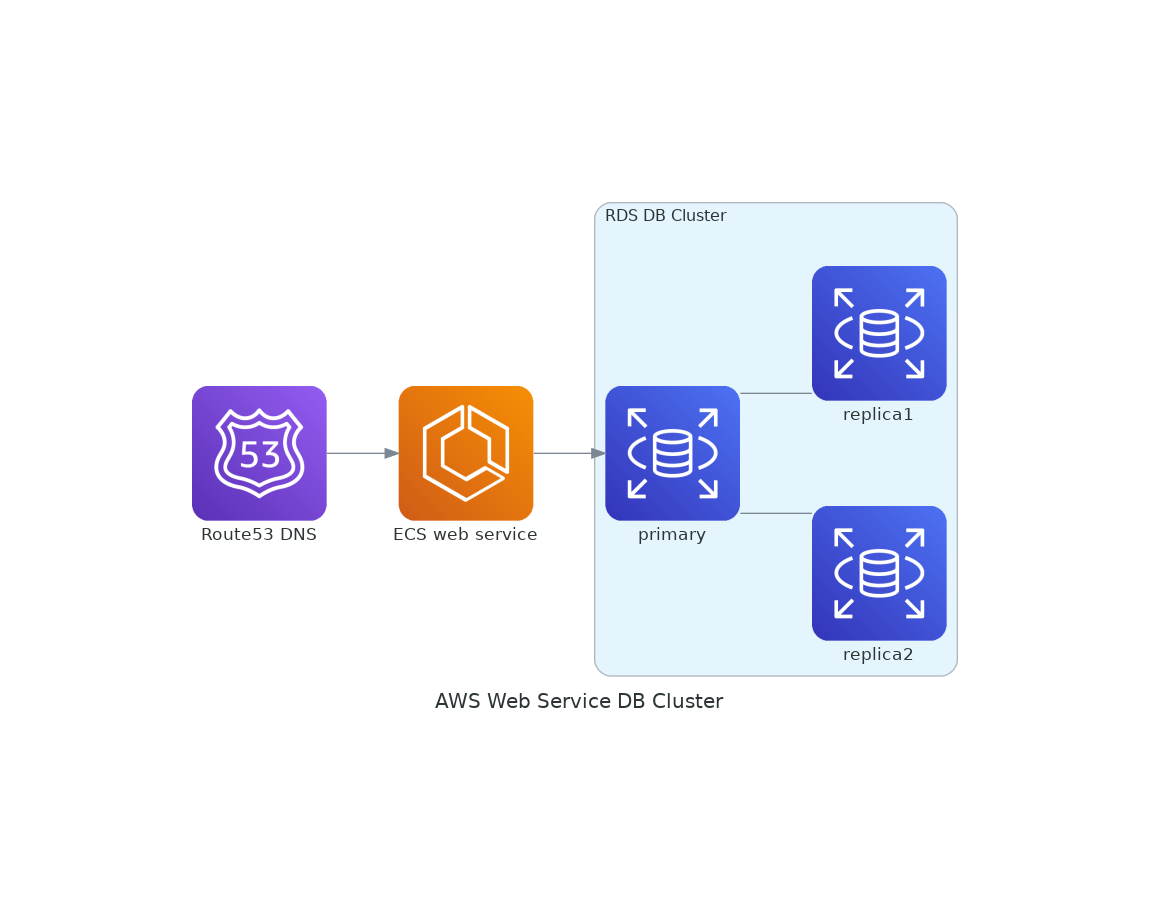 RDS DB Cluster
replica1
53
Route53 DNS
ECS web service
primary
replica2
AWS Web Service DB Cluster